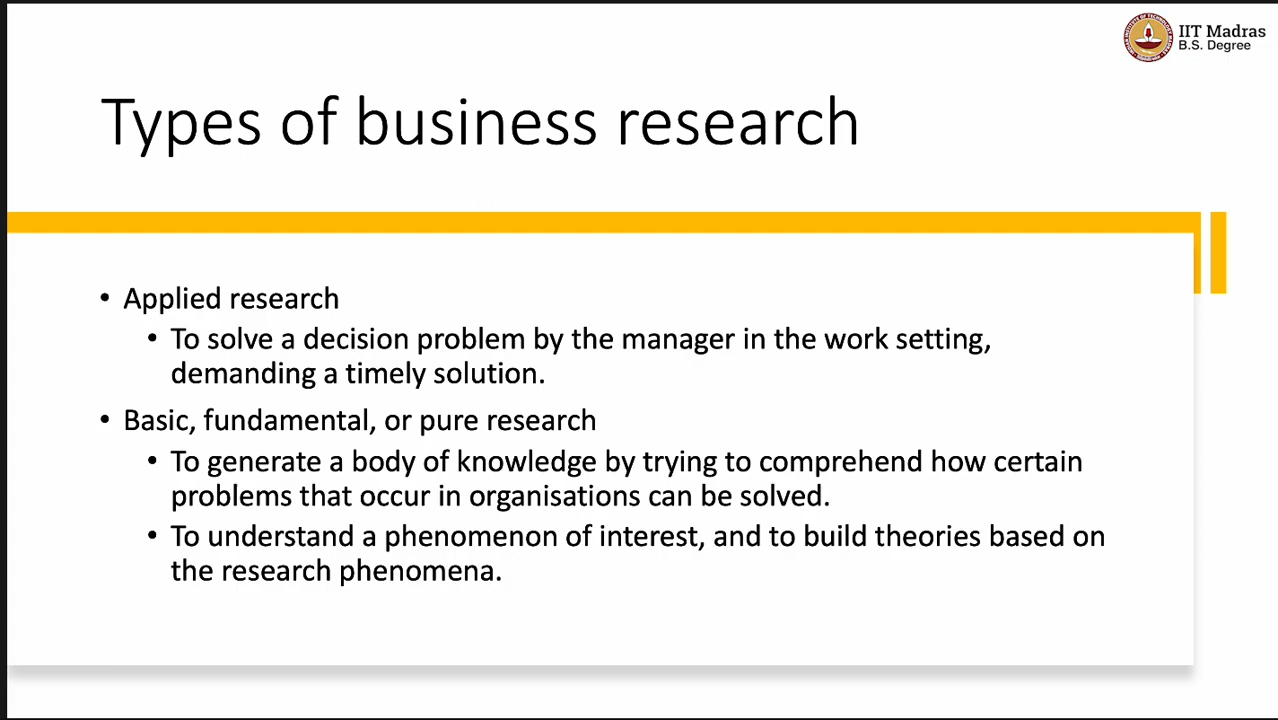 IIT Madras
B.S. Degree
Types of business research
• Applied research
• To solve a decision problem by the manager in the work setting,
demanding a timely solution.
• Basic, fundamental, or pure research
• To generate a body of knowledge by trying to comprehend how certain
problems that occur in organisations can be solved.
• To understand a phenomenon of interest, and to build theories based on
the research phenomena.